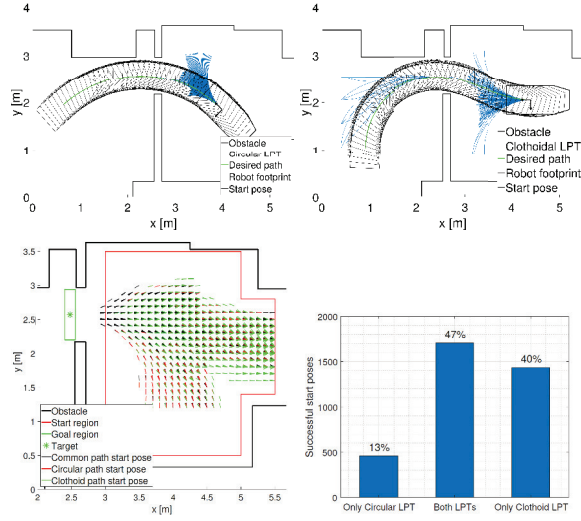 4
3
2
1
0
y [m]
0
1
2
3
4
5
x [m]
Obstacle
Circular LPT
Desired path
Robot footprint
Start pose
4
3
2
1
0
y [m]
0
1
2
3
4
5
x [m]
Obstacle
Clothoidal LPT
Desired path
Robot footprint
Start pose
3.5
3
2.5
2
1.5
0.5
0
y [m]
Obstacle
Start region
Goal region
Target
Common path start pose
Circular path start pose
Clothoid path start pose
2
2.5
3
3.5
4
4.5
5
5.5
x [m]
2000
1500
1000
500
0
Successful start poses
13%
47%
40%
Only Circular LPT
Both LPTs
Only Clothoid LPT